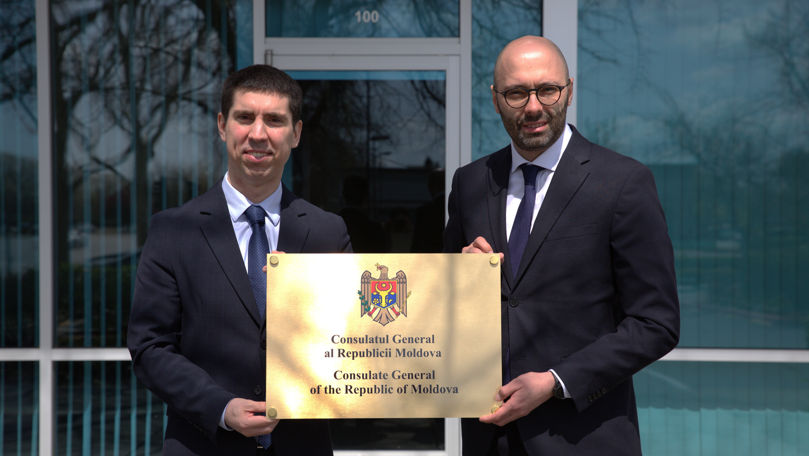 100
Consulatul General
al Republicii Moldova
Consulate General
of the Republic of Moldova